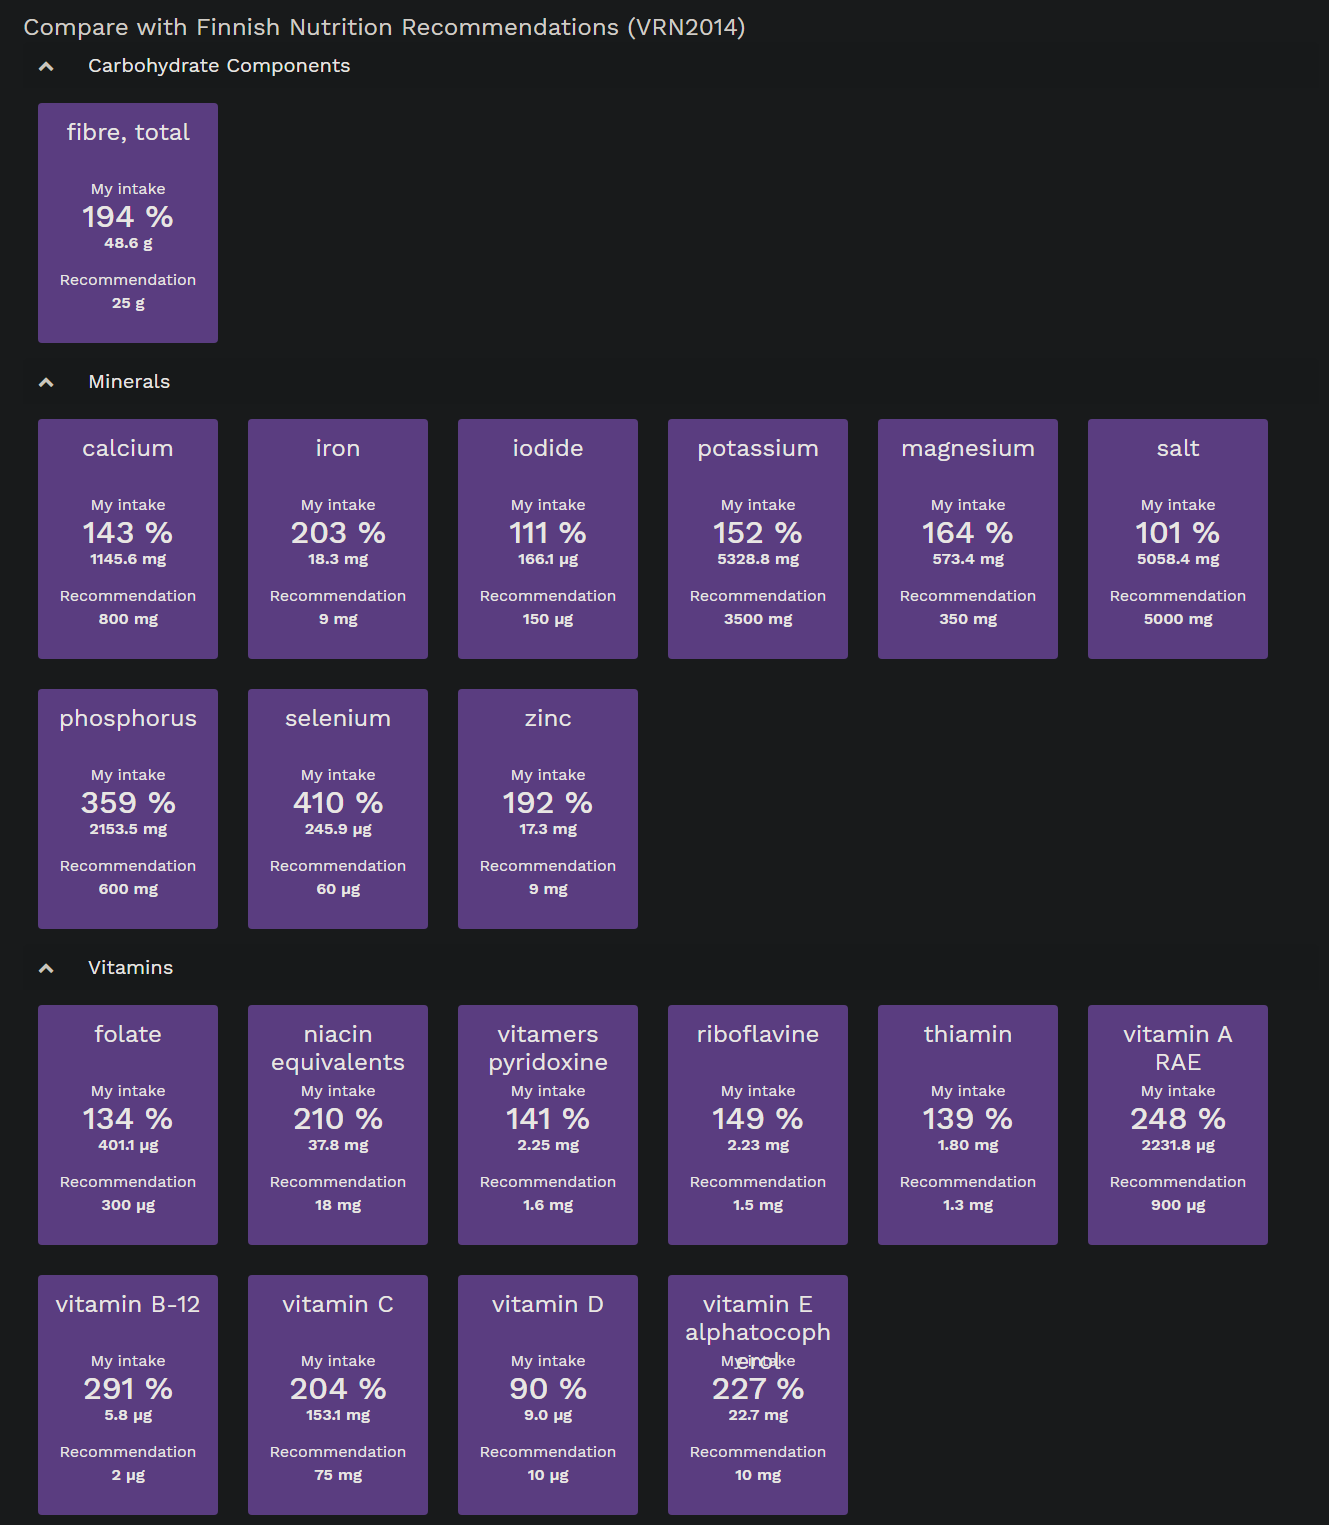 Compare with Finnish Nutrition Recommendations (VRN2014)
Carbohydrate Components
fibre, total
My intake
194 %
48.6 g
Recommendation
25 g
Minerals
calcium
My intake
143 %
1145.6 mg
Recommendation
800 mg
iron
My intake
203 %
18.3 mg
Recommendation
9 mg
iodide
My intake
111 %
166.1 µg
Recommendation
150 µg
potassium
My intake
152 %
5328.8 mg
Recommendation
3500 mg
magnesium
My intake
164 %
573.4 mg
Recommendation
350 mg
salt
My intake
101 %
5058.4 mg
Recommendation
5000 mg
phosphorus
My intake
359 %
2153.5 mg
Recommendation
600 mg
selenium
My intake
410 %
245.9 µg
Recommendation
60 µg
zinc
My intake
192 %
17.3 mg
Recommendation
9 mg
Vitamins
folate
My intake
134 %
401.1 µg
Recommendation
300 µg
niacin
equivalents
My intake
210 %
37.8 mg
Recommendation
18 mg
vitamers
pyridoxine
My intake
141 %
2.25 mg
Recommendation
1.6 mg
riboflavine
My intake
149 %
2.23 mg
Recommendation
1.5 mg
thiamin
My intake
139 %
1.80 mg
Recommendation
1.3 mg
vitamin A
RAE
My intake
248 %
2231.8 µg
Recommendation
900 µg
vitamin B-12
My intake
291 %
5.8 µg
Recommendation
2 µg
vitamin C
My intake
204 %
153.1 mg
Recommendation
75 mg
vitamin D
My intake
90 %
9.0 µg
Recommendation
10 µg
vitamin E
alphatocoph
erol
My intake
227 %
22.7 mg
Recommendation
10 mg